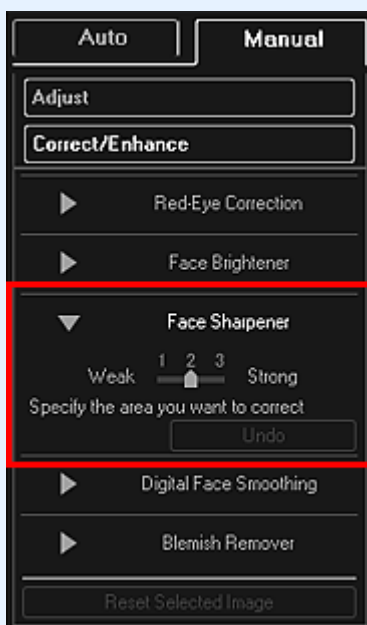 Auto Manual
Adjust
Correct/Enhance
Red-Eye Correction
Face Brightener
Face Sharpener
1 2 3
Weak Strong
Specify the area you want to correct
Undo
Digital Face Smoothing
Blemish Remover
Reset Selected Image